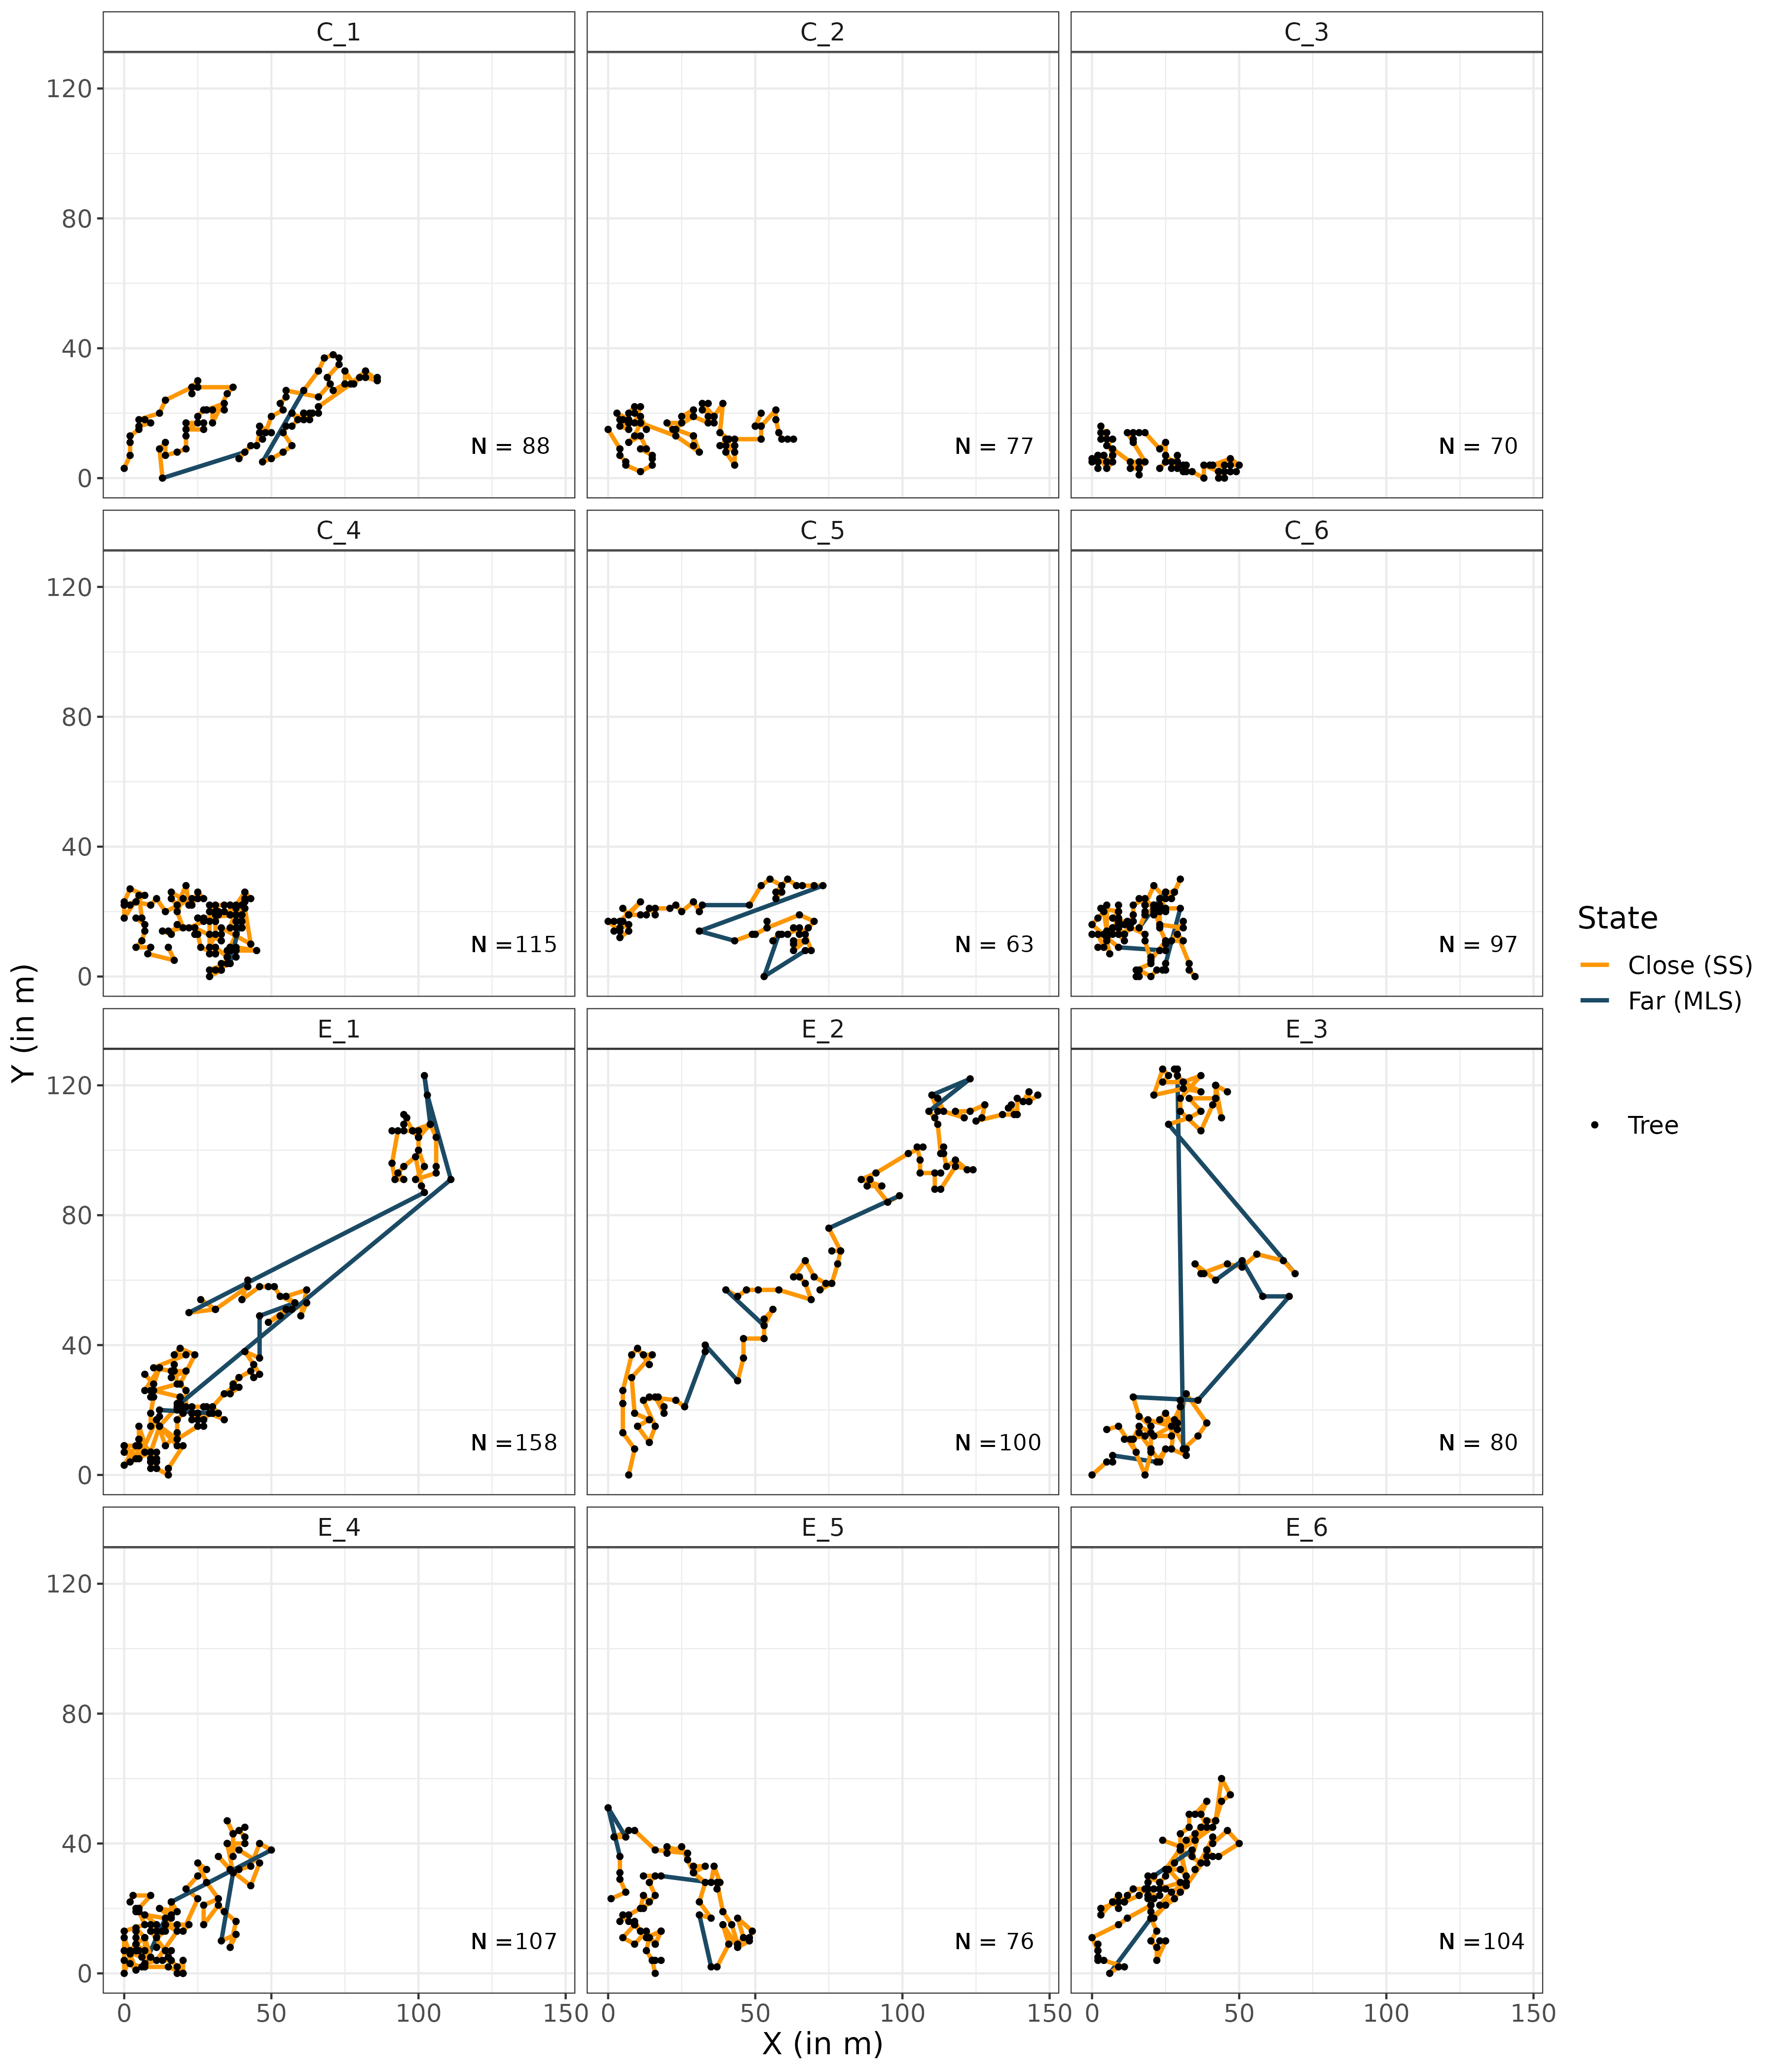 C_1 C_2 C_3
120
80
40
N = 88 N = 77 N = 70
0
C_4 C_5 C_6
120
80
40
N =115 N = 63 N = 97
0
E_1 E_2 E_3
120
80
40
N =158 N =100 N = 80
0
E_4 E_5 E_6
120
80
40
N =107 N = 76 N =104
0
0 50 100 150 0 50 100 150 0 50 100 150
X (in m)
Y (in m)
State
Close (SS)
Far (MLS)
Tree